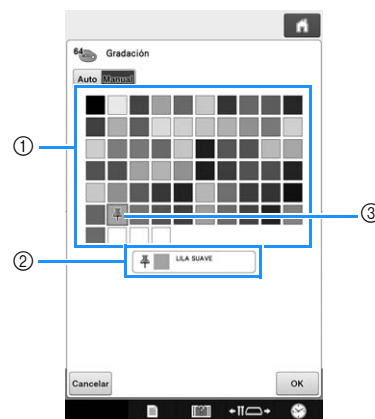 64
Gradación
Auto Manual
①
③
②
LILA SUAVE
Cancelar
OK